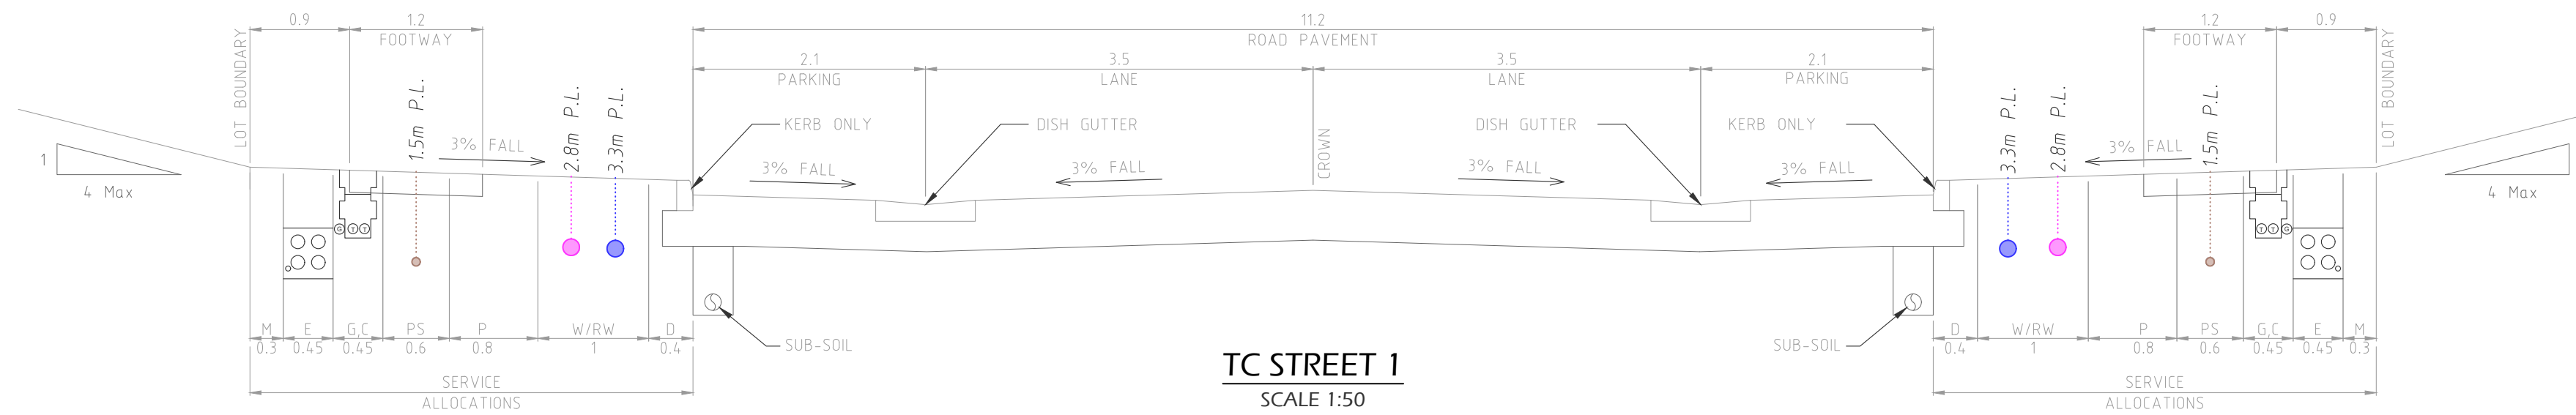 0.9
1.2
11.2
1.2
0.9
FOOTWAY
ROAD PAVEMENT
FOOTWAY
2.1
3.5
3.5
2.1
PARKING
LANE
LANE
PARKING
LOT BOUNDARY
1.5m P.L.
2.8m P.L.
3.3m P.L.
KERB ONLY
DISH GUTTER
CROWN
DISH GUTTER
KERB ONLY
3.3m P.L.
2.8m P.L.
1.5m P.L.
LOT BOUNDARY
3% FALL
3% FALL
3% FALL
3% FALL
3% FALL
3% FALL
1
4 Max
1
4 Max
G T T
T T G
M E G,C PS P W/RW D
0.3 0.45 0.45 0.6 0.8 1 0.4
SUB-SOIL
SUB-SOIL
D W/RW P PS G,C E M
0.4 1 0.8 0.6 0.45 0.45 0.3
SERVICE
ALLOCATIONS
TC STREET 1
SCALE 1:50
SERVICE
ALLOCATIONS